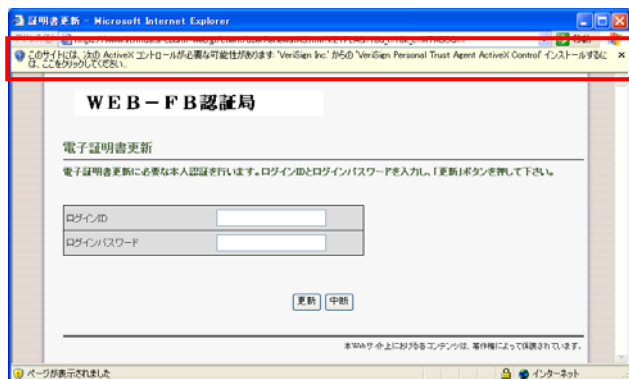 証明書更新 - Microsoft Internet Explorer
このサイトには、次の ActiveX コントロールが必要な可能性があります: 'VeriSign Inc.' からの 'VeriSign Personal Trust Agent ActiveX Control' インストールするに
は、ここをクリックしてください...
WEB－FB認証局
電子証明書更新
電子証明書更新に必要な本人認証を行います。ログインIDとログインパスワードを入力し、「更新」ボタンを押して下さい。
ログインID
ログインパスワード
更新 中断
本Webサイト上におけるコンテンツは、著作権によって保護されています。
ページが表示されました インターネット